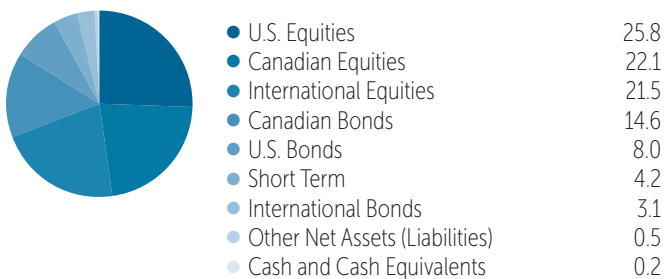 U.S. Equities 25.8
Canadian Equities 22.1
International Equities 21.5
Canadian Bonds 14.6
U.S. Bonds 8.0
Short Term 4.2
International Bonds 3.1
Other Net Assets (Liabilities) 0.5
Cash and Cash Equivalents 0.2